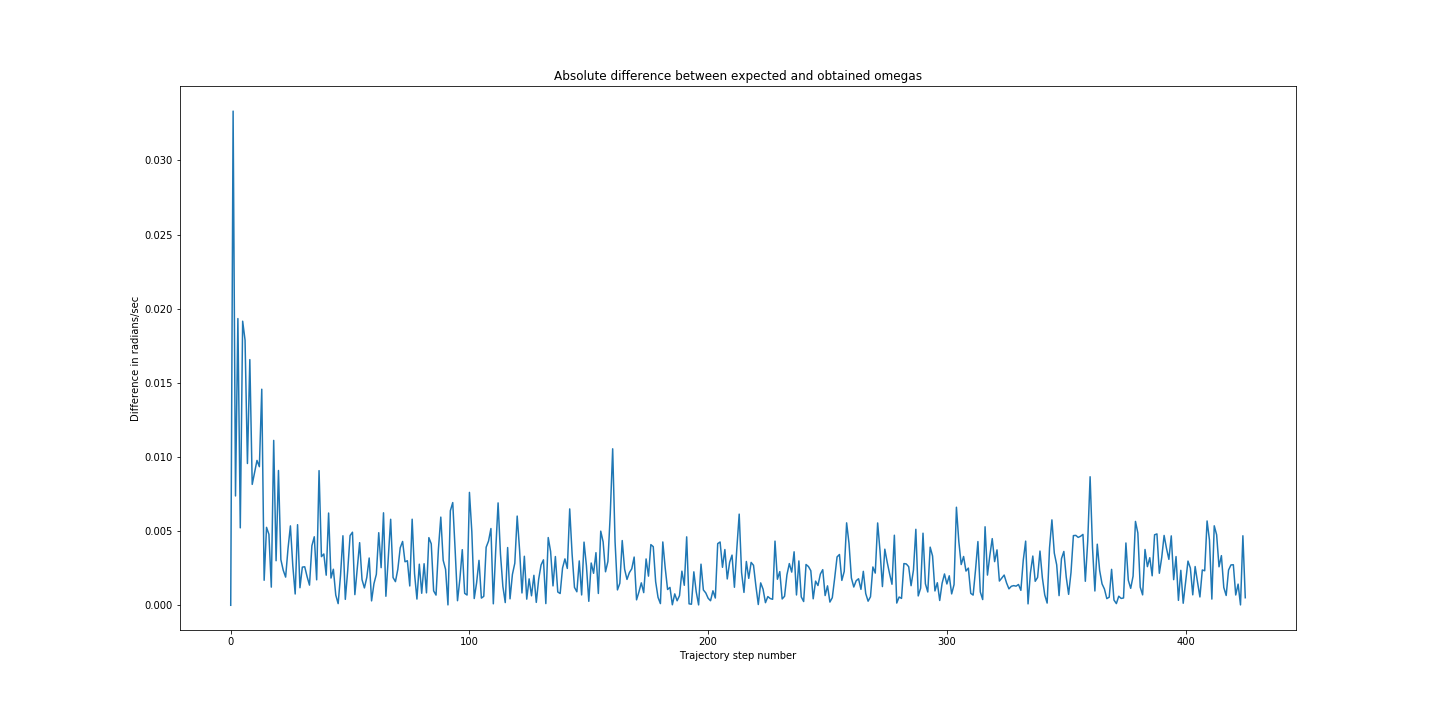 Absolute difference between expected and obtained omegas
Difference in radians/sec
0.030
0.025
0.020
0.015
0.010
0.005
0.000
0 100 200 300 400
Trajectory step number